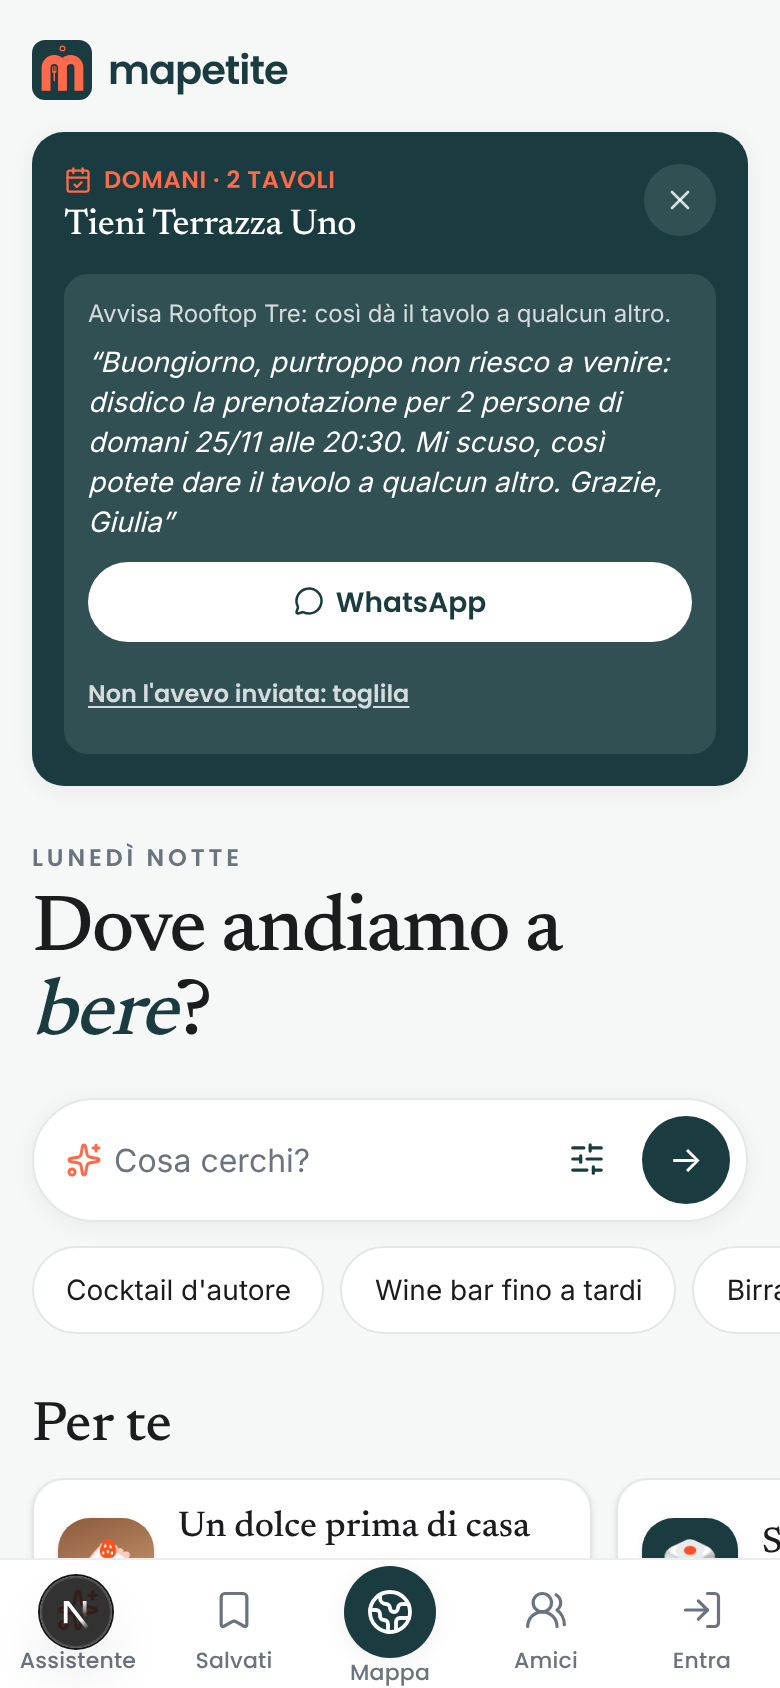 mapetite
DOMANI · 2 TAVOLI
Tieni Terrazza Uno
Avvisa Rooftop Tre: così dà il tavolo a qualcun altro.
“Buongiorno, purtroppo non riesco a venire:
disdico la prenotazione per 2 persone di
domani 25/11 alle 20:30. Mi scuso, così
potete dare il tavolo a qualcun altro. Grazie,
Giulia”
WhatsApp
Non l'avevo inviata: toglila
LUNEDÌ NOTTE
Dove andiamo a
bere?
Cosa cerchi?
Cocktail d'autore
Wine bar fino a tardi
Per te
Un dolce prima di casa
N
Assistente
Salvati
Mappa
Amici
Entra